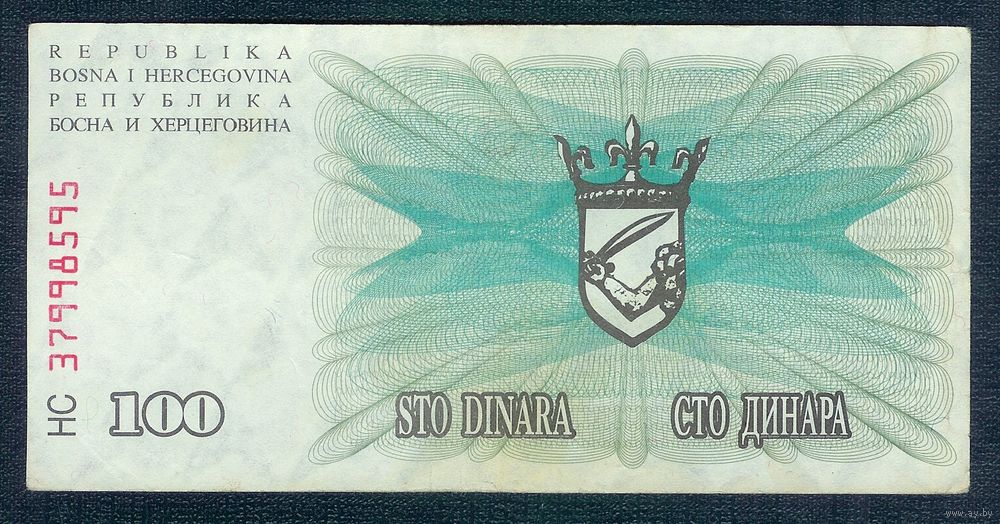 REPUBLIKA
BOSNA I HERCEGOVINA
РЕПУБЛИКА
БОСНА И ХЕРЦЕГОВИНА
HC 37998595
100
STO DINARA
СТО ДИНАРА
www.ay.by